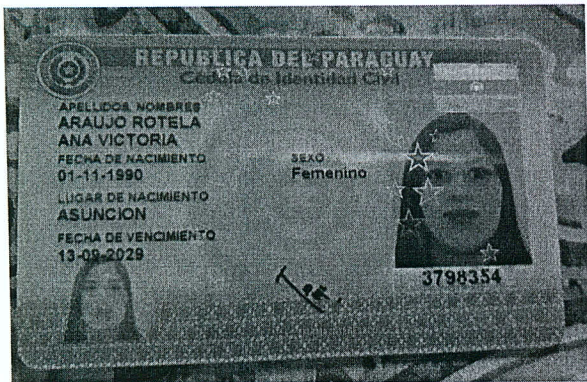 REPUBLICA DEL PARAGUAY
Cédula de Identidad Civil
APELLIDOS, NOMBRES
ARAUJO ROTELA
ANA VICTORIA
FECHA DE NACIMIENTO
01-11-1990
SEXO
Femenino
LUGAR DE NACIMIENTO
ASUNCION
FECHA DE VENCIMIENTO
13-09-2029
3798354